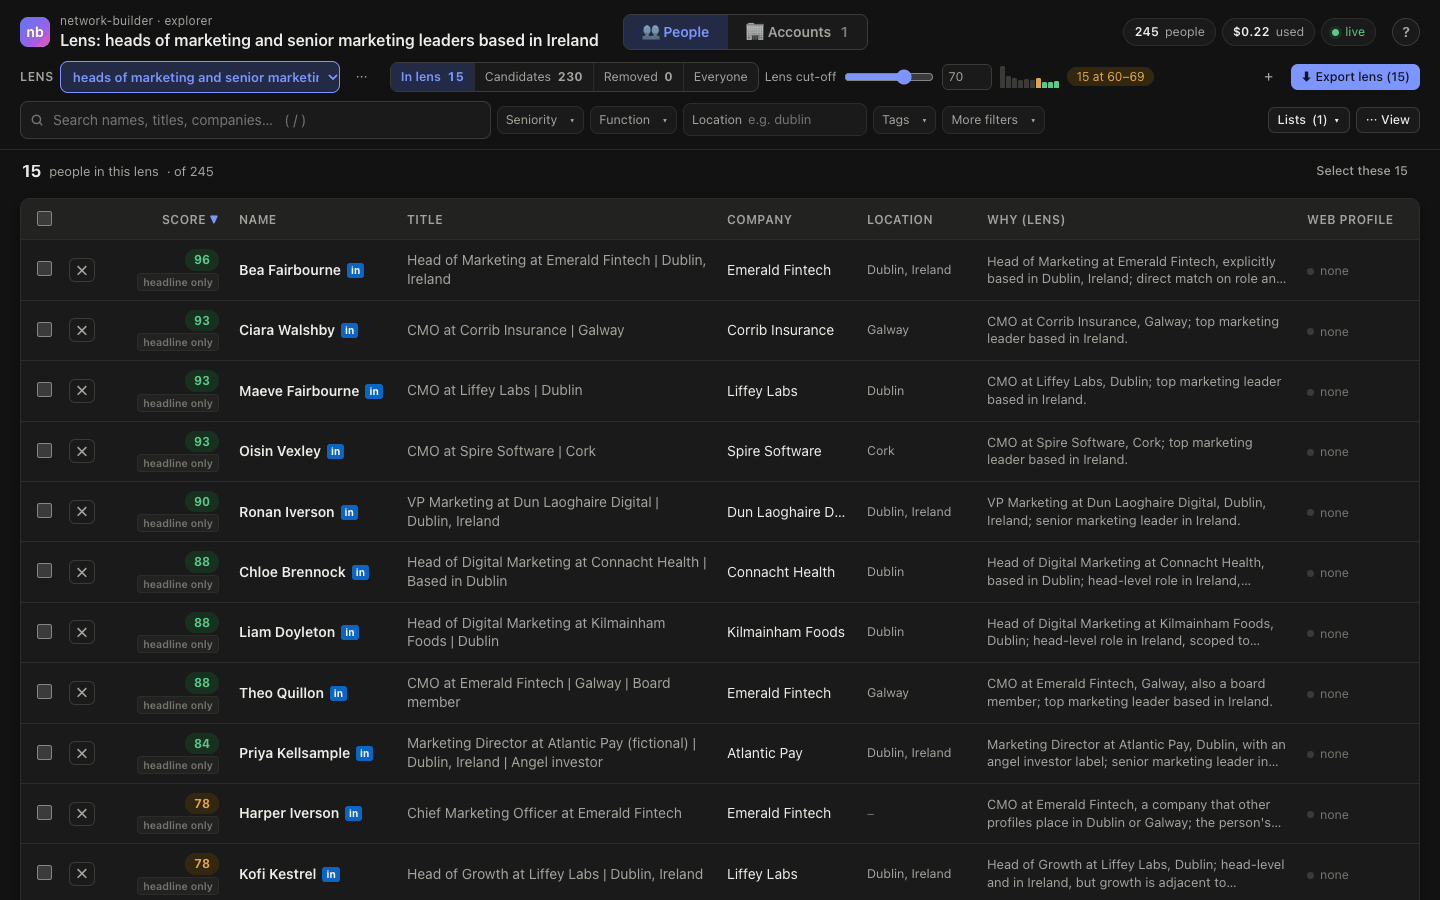 nb
network-builder · explorer
Lens: heads of marketing and senior marketing leaders based in Ireland
People
Accounts 1
245 people
$0.22 used
live
?
LENS
heads of marketing and senior marketin
···
In lens 15
Candidates 230
Removed 0
Everyone
Lens cut-off
70
15 at 60–69
+
Export lens (15)
Search names, titles, companies... ( / )
Seniority
Function
Location e.g. dublin
Tags
More filters
Lists (1)
··· View
15 people in this lens · of 245
Select these 15
SCORE ▼ NAME TITLE COMPANY LOCATION WHY (LENS) WEB PROFILE
96
headline only
Bea Fairbourne in
Head of Marketing at Emerald Fintech | Dublin,
Ireland
Emerald Fintech
Dublin, Ireland
Head of Marketing at Emerald Fintech, explicitly
based in Dublin, Ireland; direct match on role an...
none
93
headline only
Ciara Walshby in
CMO at Corrib Insurance | Galway
Corrib Insurance
Galway
CMO at Corrib Insurance, Galway; top marketing
leader based in Ireland.
none
93
headline only
Maeve Fairbourne in
CMO at Liffey Labs | Dublin
Liffey Labs
Dublin
CMO at Liffey Labs, Dublin; top marketing leader
based in Ireland.
none
93
headline only
Oisin Vexley in
CMO at Spire Software | Cork
Spire Software
Cork
CMO at Spire Software, Cork; top marketing
leader based in Ireland.
none
90
headline only
Ronan Iverson in
VP Marketing at Dun Laoghaire Digital |
Dublin, Ireland
Dun Laoghaire D...
Dublin, Ireland
VP Marketing at Dun Laoghaire Digital, Dublin,
Ireland; senior marketing leader in Ireland.
none
88
headline only
Chloe Brennock in
Head of Digital Marketing at Connacht Health |
Based in Dublin
Connacht Health
Dublin
Head of Digital Marketing at Connacht Health,
based in Dublin; head-level role in Ireland,...
none
88
headline only
Liam Doyleton in
Head of Digital Marketing at Kilmainham
Foods | Dublin
Kilmainham Foods
Dublin
Head of Digital Marketing at Kilmainham Foods,
Dublin; head-level role in Ireland, scoped to...
none
88
headline only
Theo Quillon in
CMO at Emerald Fintech | Galway | Board
member
Emerald Fintech
Galway
CMO at Emerald Fintech, Galway, also a board
member; top marketing leader based in Ireland.
none
84
headline only
Priya Kellsample in
Marketing Director at Atlantic Pay (fictional) |
Dublin, Ireland | Angel investor
Atlantic Pay
Dublin, Ireland
Marketing Director at Atlantic Pay, Dublin, with an
angel investor label; senior marketing leader in...
none
78
headline only
Harper Iverson in
Chief Marketing Officer at Emerald Fintech
Emerald Fintech
–
CMO at Emerald Fintech, a company that other
profiles place in Dublin or Galway; the person's...
none
78
headline only
Kofi Kestrel in
Head of Growth at Liffey Labs | Dublin, Ireland
Liffey Labs
Dublin, Ireland
Head of Growth at Liffey Labs, Dublin; head-level
and in Ireland, but growth is adjacent to...
none